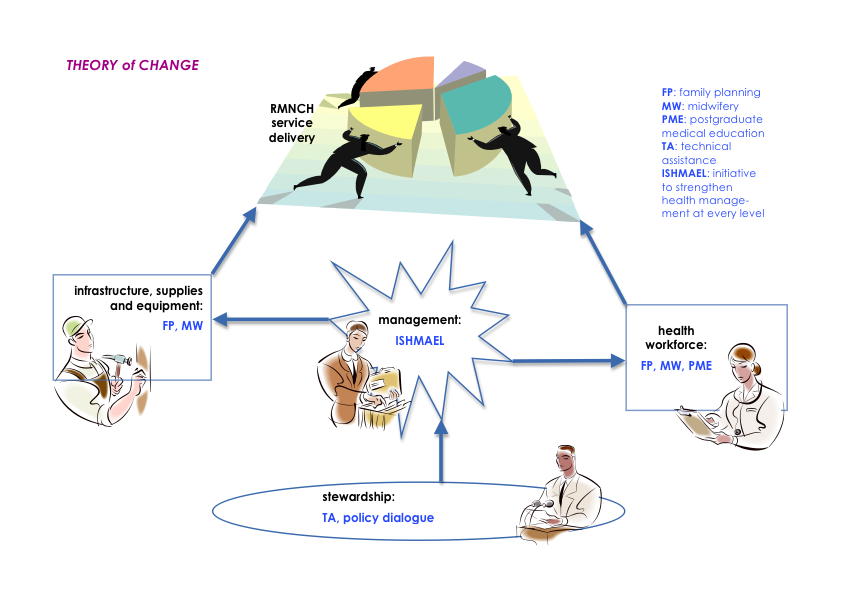 THEORY of CHANGE
RMNCH
service
delivery
FP: family planning
MW: midwifery
PME: postgraduate
medical education
TA: technical
assistance
ISHMAEL: initiative
to strengthen
health manage-
ment at every level
infrastructure, supplies
and equipment:
FP, MW
management:
ISHMAEL
health
workforce:
FP, MW, PME
stewardship:
TA, policy dialogue